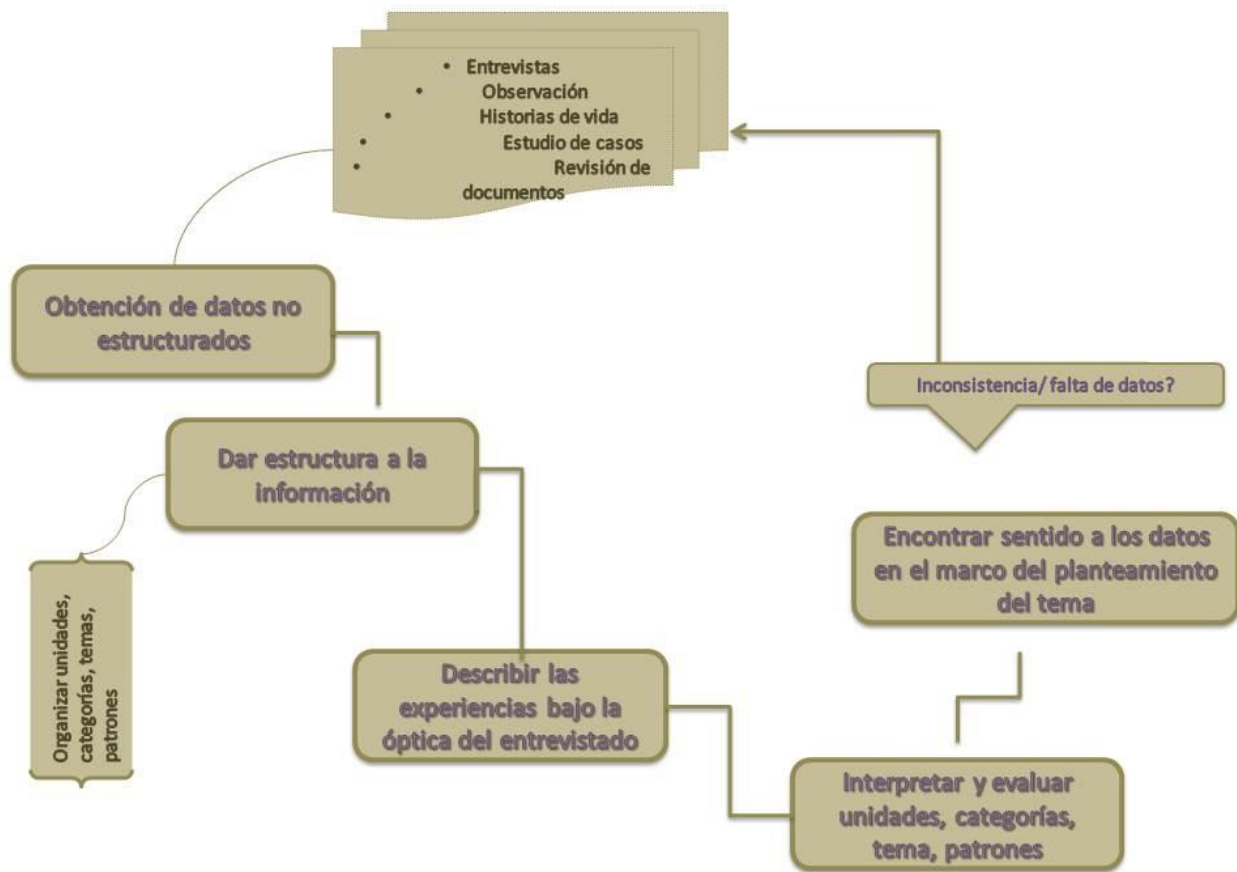 • Entrevistas
• Observación
• Historias de vida
• Estudio de casos
• Revisión de
documentos
Obtención de datos no
estructurados
Inconsistencia/ falta de datos?
Dar estructura a la
información
Encontrar sentido a los datos
en el marco del planteamiento
del tema
Organizar unidades,
categorías, temas,
patrones
Describir las
experiencias bajo la
óptica del entrevistado
Interpretar y evaluar
unidades, categorías,
tema, patrones